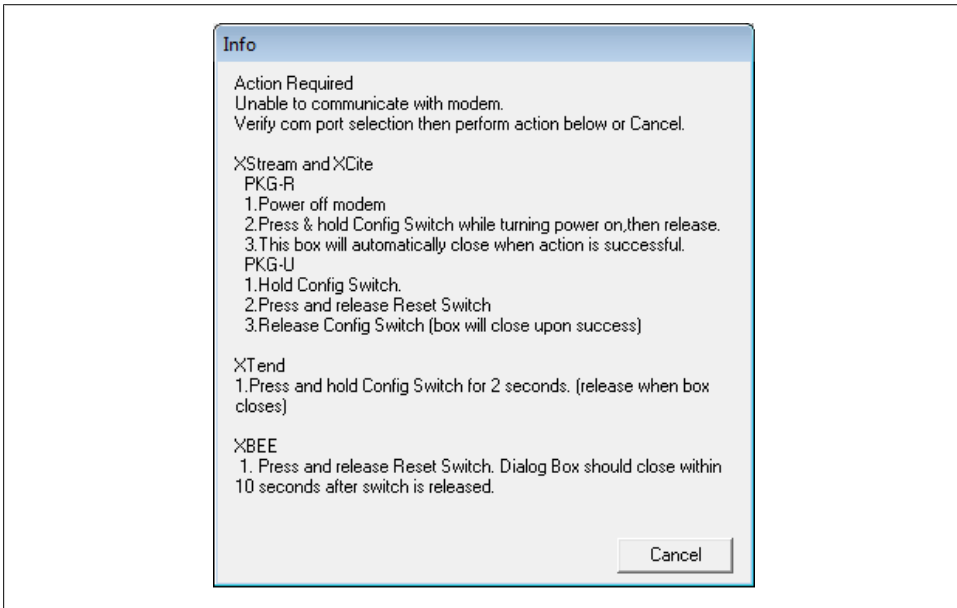 Info
Action Required
Unable to communicate with modem.
Verify com port selection then perform action below or Cancel.
XStream and XCite
PKG-R
1.Power off modem
2.Press & hold Config Switch while turning power on,then release.
3.This box will automatically close when action is successful.
PKG-U
1.Hold Config Switch.
2.Press and release Reset Switch
3.Release Config Switch (box will close upon success)
XTend
1.Press and hold Config Switch for 2 seconds. (release when box
closes)
XBEE
1. Press and release Reset Switch. Dialog Box should close within
10 seconds after switch is released.
Cancel